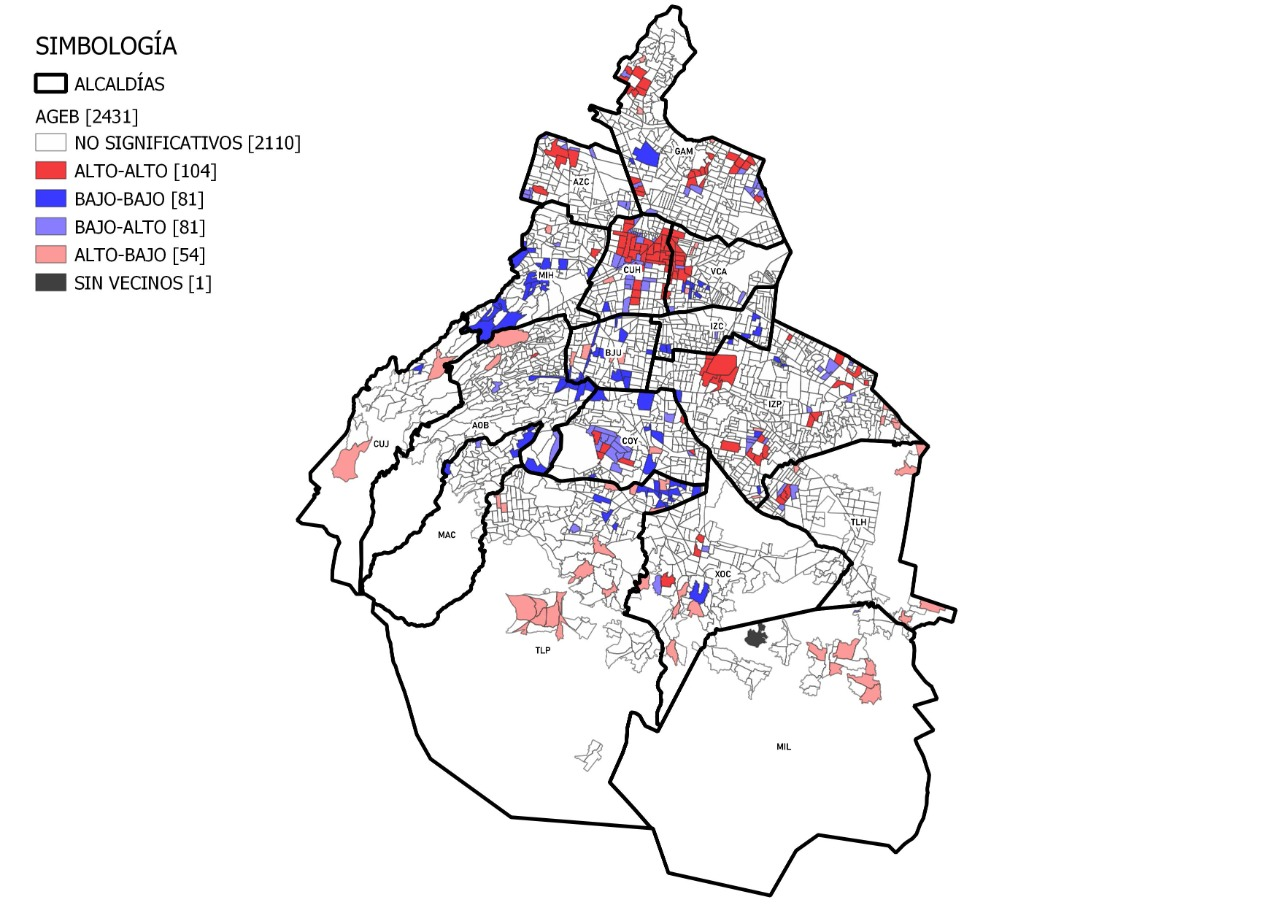 SIMBOLOGÍA
ALCALDÍAS
AGEB [2431]
NO SIGNIFICATIVOS [2110]
ALTO-ALTO [104]
BAJO-BAJO [81]
BAJO-ALTO [81]
ALTO-BAJO [54]
SIN VECINOS [1]
GAM
AZC
MIH
CUH
VCA
IZC
BJU
IZP
AOB
COY
CUJ
TLH
MAC
XOC
TLP
MIL